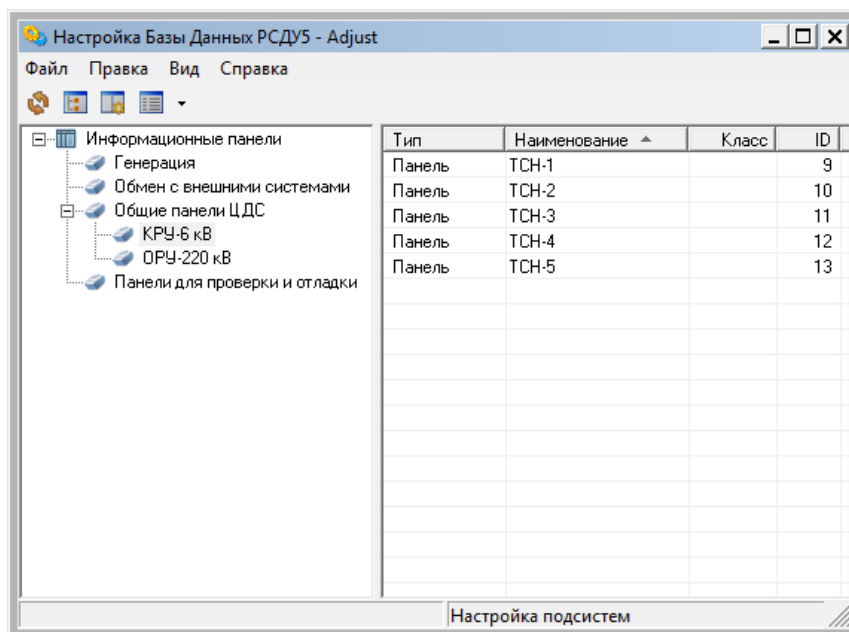 Настройка Базы Данных РСДУ5 - Adjust
Файл Правка Вид Справка
Информационные панели
Генерация
Обмен с внешними системами
Общие панели ЦДС
КРУ-6 кВ
ОРУ-220 кВ
Панели для проверки и отладки
Тип Наименование Класс ID
Панель ТСН-1 9
Панель ТСН-2 10
Панель ТСН-3 11
Панель ТСН-4 12
Панель ТСН-5 13
Настройка подсистем